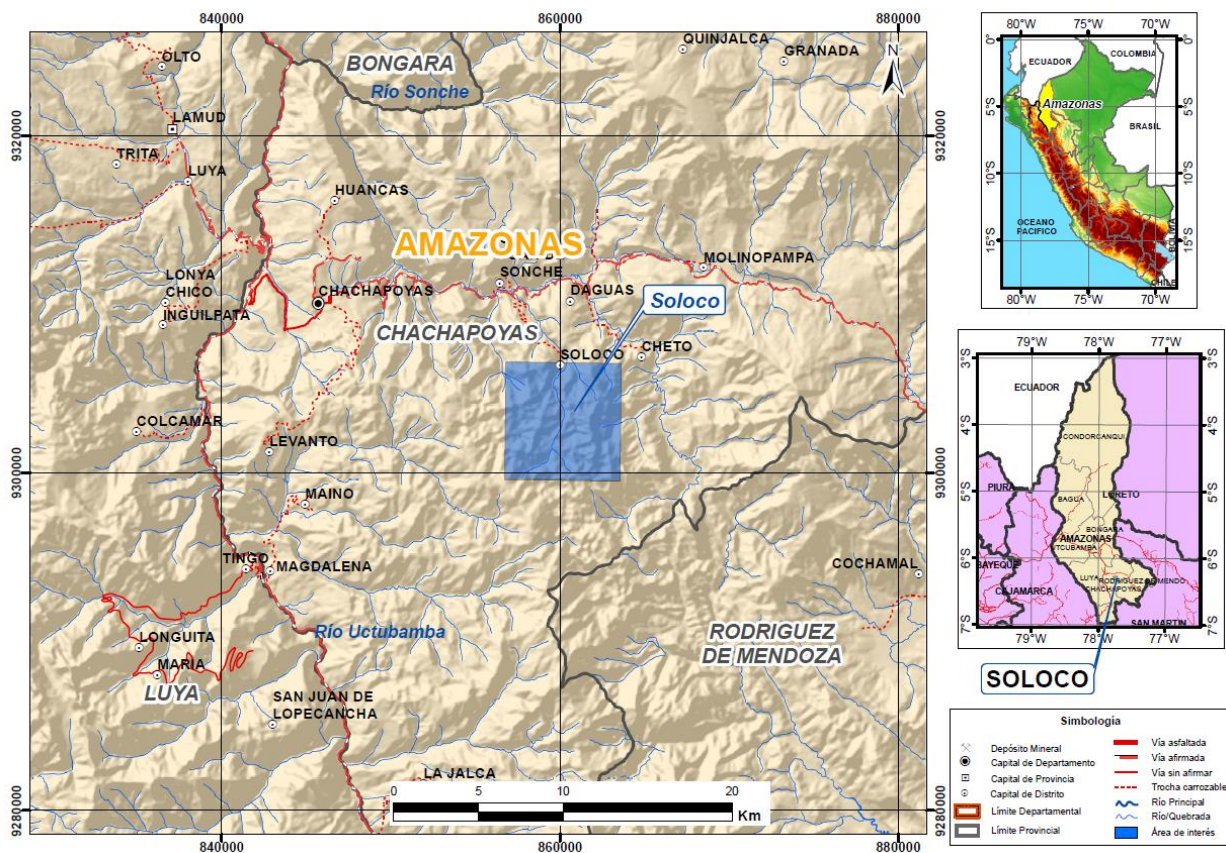 840000
860000
880000
OLTO
BONGARA
Río Sonche
QUINJALCA
GRANADA
N
LAMUD
9320000
9320000
TRITA
LUYA
HUANCAS
AMAZONAS
LONYA
CHICO
SONCHE
MOLINOPAMPA
CHACHAPOYAS
DAGUAS
Soloco
INGUILPATA
CHACHAPOYAS
SOLOCO
CHETO
COLCAMAR
LEVANTO
9300000
9300000
MAINO
TINGO
MAGDALENA
COCHAMAL
Río Uctubamba
RODRIGUEZ
DE MENDOZA
LONGUITA
MARIA
LUYA
SAN JUAN DE
LOPECANCHA
LA JALCA
0
5
10
20
Km
9280000
9280000
840000
860000
880000
80°W
75°W
70°W
0°
0°
ECUADOR
COLOMBIA
5°S
Amazonas
5°S
BRASIL
10°S
10°S
OCEANO
PACIFICO
BOLIVIA
15°S
15°S
CHILE
80°W
75°W
70°W
79°W
78°W
77°W
3°S
3°S
ECUADOR
4°S
4°S
CONDORCANQUI
PIURA
5°S
5°S
BAGUA
LORETO
BONGARA
AMAZONAS
UTCUBAMBA
6°S
6°S
BAYEQUE
LUYA
RODRIGUEZ DE MENDO
CHACHAPOYAS
CAJAMARCA
SAN MARTIN
7°S
7°S
79°W
78°W
77°W
SOLOCO
Simbología
Depósito Mineral
Capital de Departamento
Capital de Provincia
Capital de Distrito
Límite Departamental
Límite Provincial
Vía asfaltada
Vía afirmada
Vía sin afirmar
Trocha carrozable
Río Principal
Río/Quebrada
Área de interés